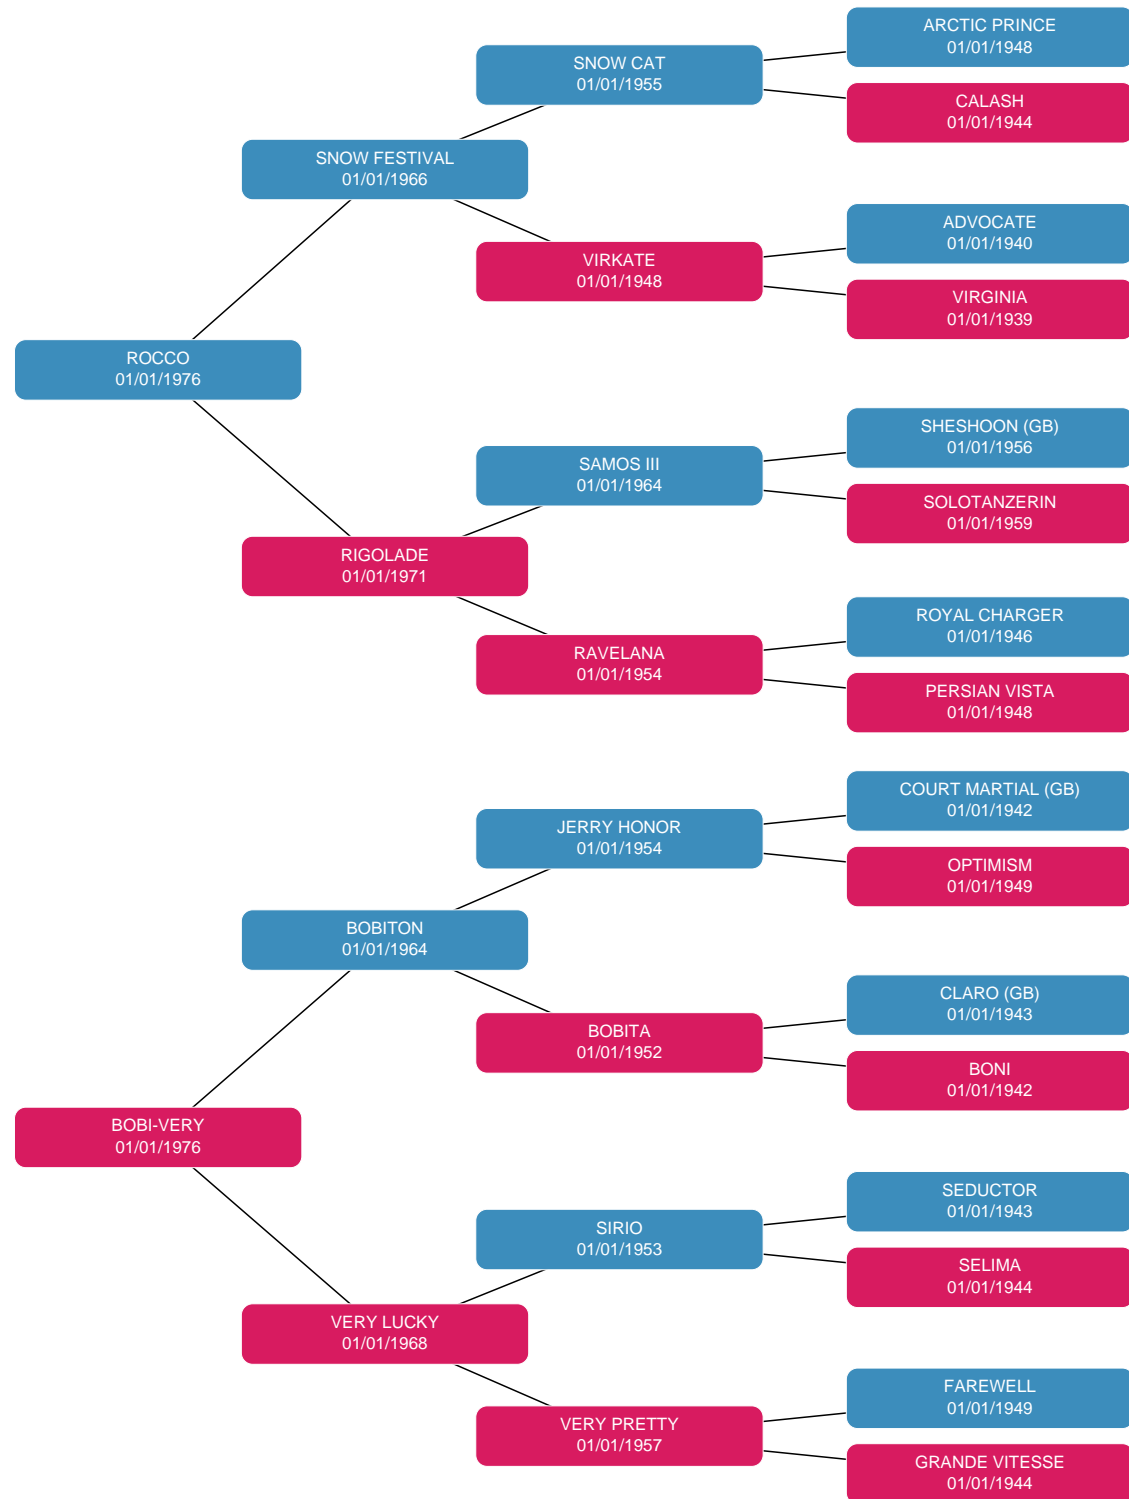 ARCTIC PRINCE
01/01/1948
SNOW CAT
01/01/1955
CALASH
01/01/1944
SNOW FESTIVAL
01/01/1966
ADVOCATE
01/01/1940
VIRKATE
01/01/1948
VIRGINIA
01/01/1939
ROCCO
01/01/1976
SHESHOON (GB)
01/01/1956
SAMOS III
01/01/1964
SOLOTANZERIN
01/01/1959
RIGOLADE
01/01/1971
ROYAL CHARGER
01/01/1946
RAVELANA
01/01/1954
PERSIAN VISTA
01/01/1948
COURT MARTIAL (GB)
01/01/1942
JERRY HONOR
01/01/1954
OPTIMISM
01/01/1949
BOBITON
01/01/1964
CLARO (GB)
01/01/1943
BOBITA
01/01/1952
BONI
01/01/1942
BOBI-VERY
01/01/1976
SEDUCTOR
01/01/1943
SIRIO
01/01/1953
SELIMA
01/01/1944
VERY LUCKY
01/01/1968
FAREWELL
01/01/1949
VERY PRETTY
01/01/1957
GRANDE VITESSE
01/01/1944